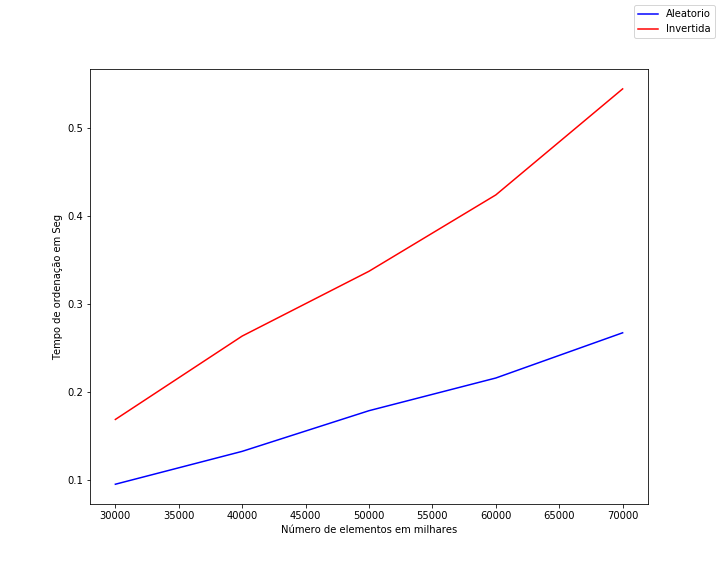 Aleatorio
Invertida
0.5
0.4
0.3
0.2
0.1
Tempo de ordenação em Seg
30000 35000 40000 45000 50000 55000 60000 65000 70000
Número de elementos em milhares